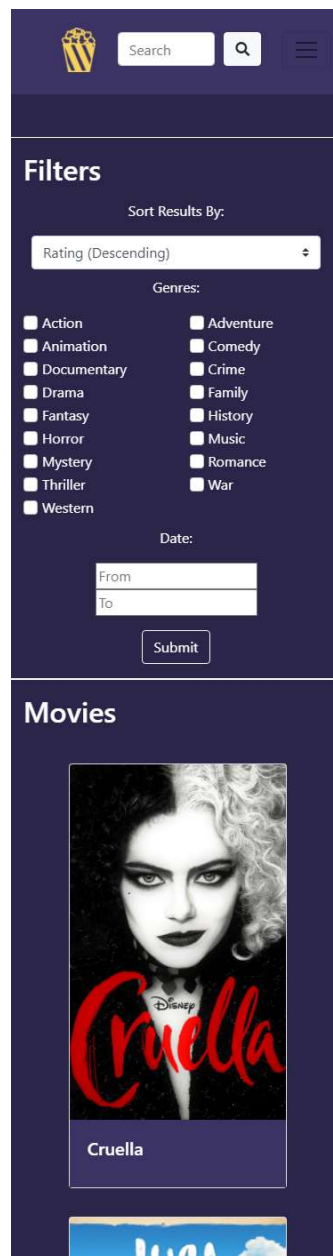 Search
Filters
Sort Results By:
Rating (Descending)
Genres:
Action Adventure
Animation Comedy
Documentary Crime
Drama Family
Fantasy History
Horror Music
Mystery Romance
Thriller War
Western
Date:
From
To
Submit
Movies
Disney
Cruella
Cruella